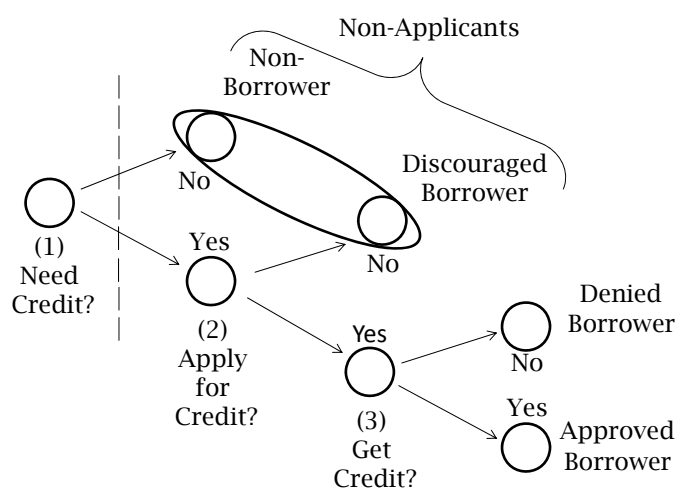 Non-Applicants
Non-
Borrower
Discouraged
Borrower
No
No
(1)
Need
Credit?
Yes
(2)
Apply
for
Credit?
Yes
(3)
Get
Credit?
Denied
Borrower
No
Yes
Approved
Borrower